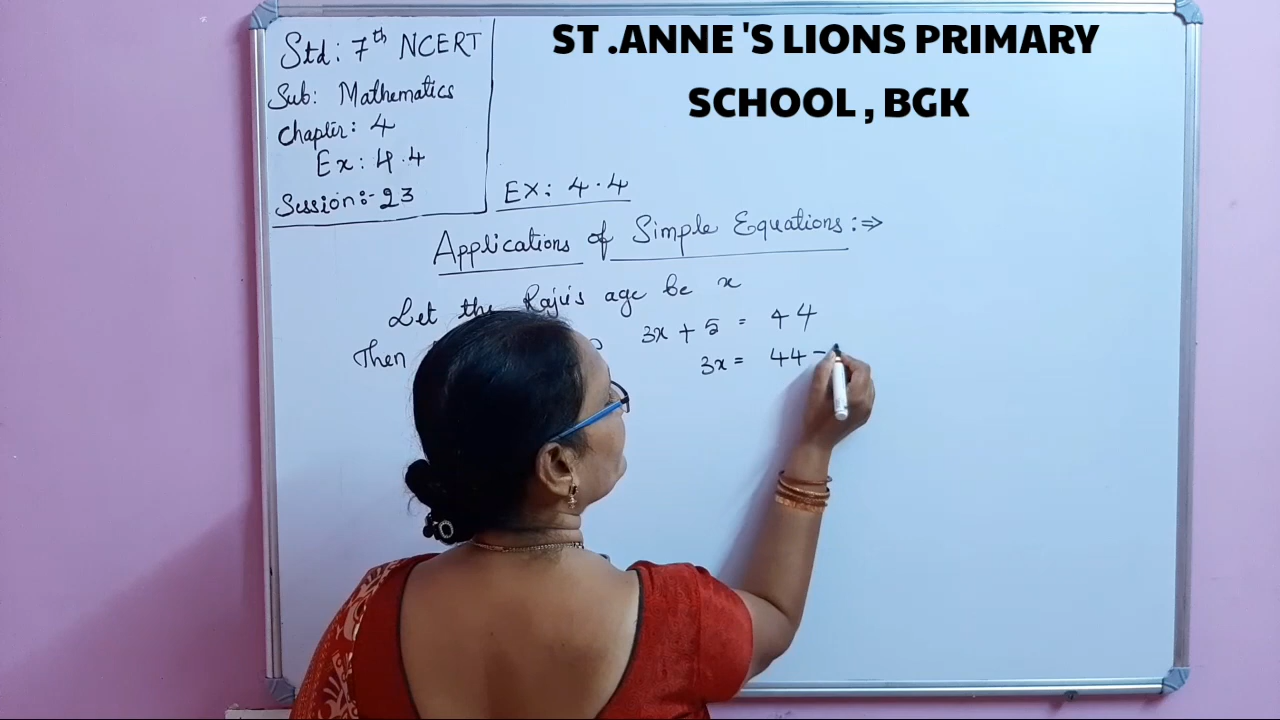 ST .ANNE 'S LIONS PRIMARY
SCHOOL , BGK
Std: 7th NCERT
Sub: Mathematics
Chapter: 4
Ex: 4.4
Session:- 23
EX: 4.4
Applications of Simple Equations :⇒
Let the Raju's age be x
Then 3x + 5 = 44
3x = 44 -